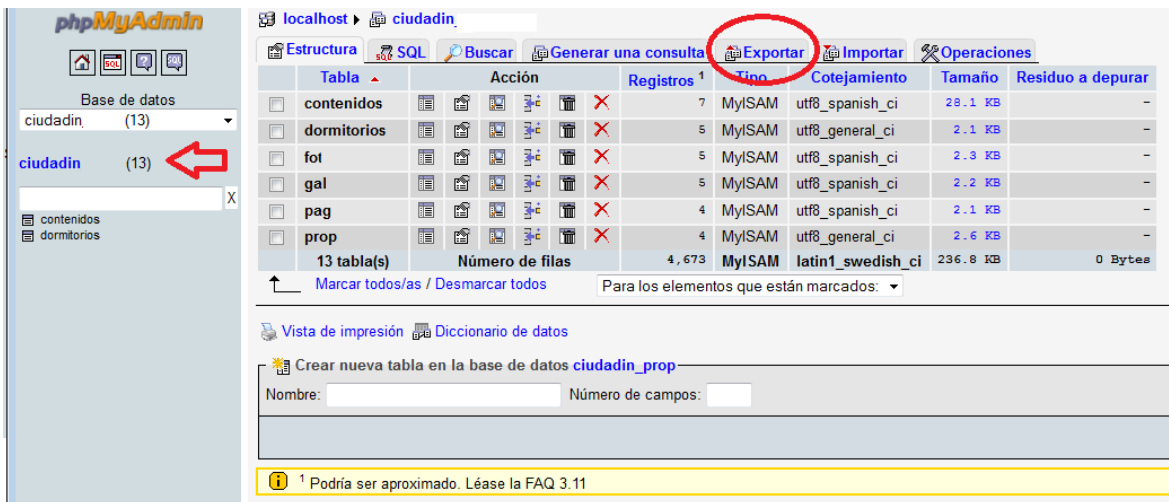 phpMyAdmin
SQL
Base de datos
ciudadin (13)
ciudadin (13)
X
contenidos
dormitorios
localhost ▸ ciudadin
Estructura SQL Buscar Generar una consulta Exportar Importar Operaciones
Tabla Acción Registros 1 Tipo Cotejamiento Tamaño Residuo a depurar
contenidos 7 MyISAM utf8_spanish_ci 28.1 KB -
dormitorios 5 MyISAM utf8_general_ci 2.1 KB -
fot 5 MyISAM utf8_spanish_ci 2.3 KB -
gal 5 MyISAM utf8_spanish_ci 2.2 KB -
pag 4 MyISAM utf8_spanish_ci 2.1 KB -
prop 4 MyISAM utf8_general_ci 2.6 KB -
13 tabla(s) Número de filas 4,673 MyISAM latin1_swedish_ci 236.8 KB 0 Bytes
Marcar todos/as / Desmarcar todos Para los elementos que están marcados:
Vista de impresión Diccionario de datos
Crear nueva tabla en la base de datos ciudadin_prop
Nombre: Número de campos:
1 Podría ser aproximado. Léase la FAQ 3.11